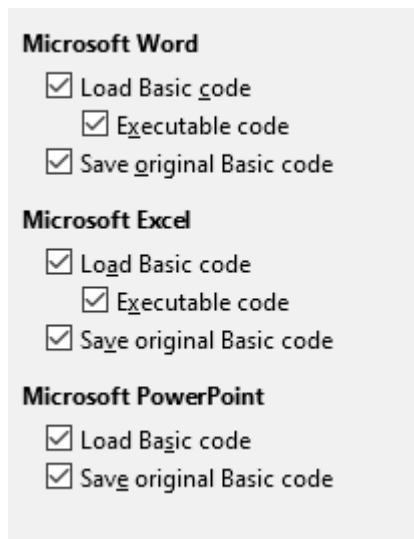 Microsoft Word
Load Basic code
Executable code
Save original Basic code
Microsoft Excel
Load Basic code
Executable code
Save original Basic code
Microsoft PowerPoint
Load Basic code
Save original Basic code